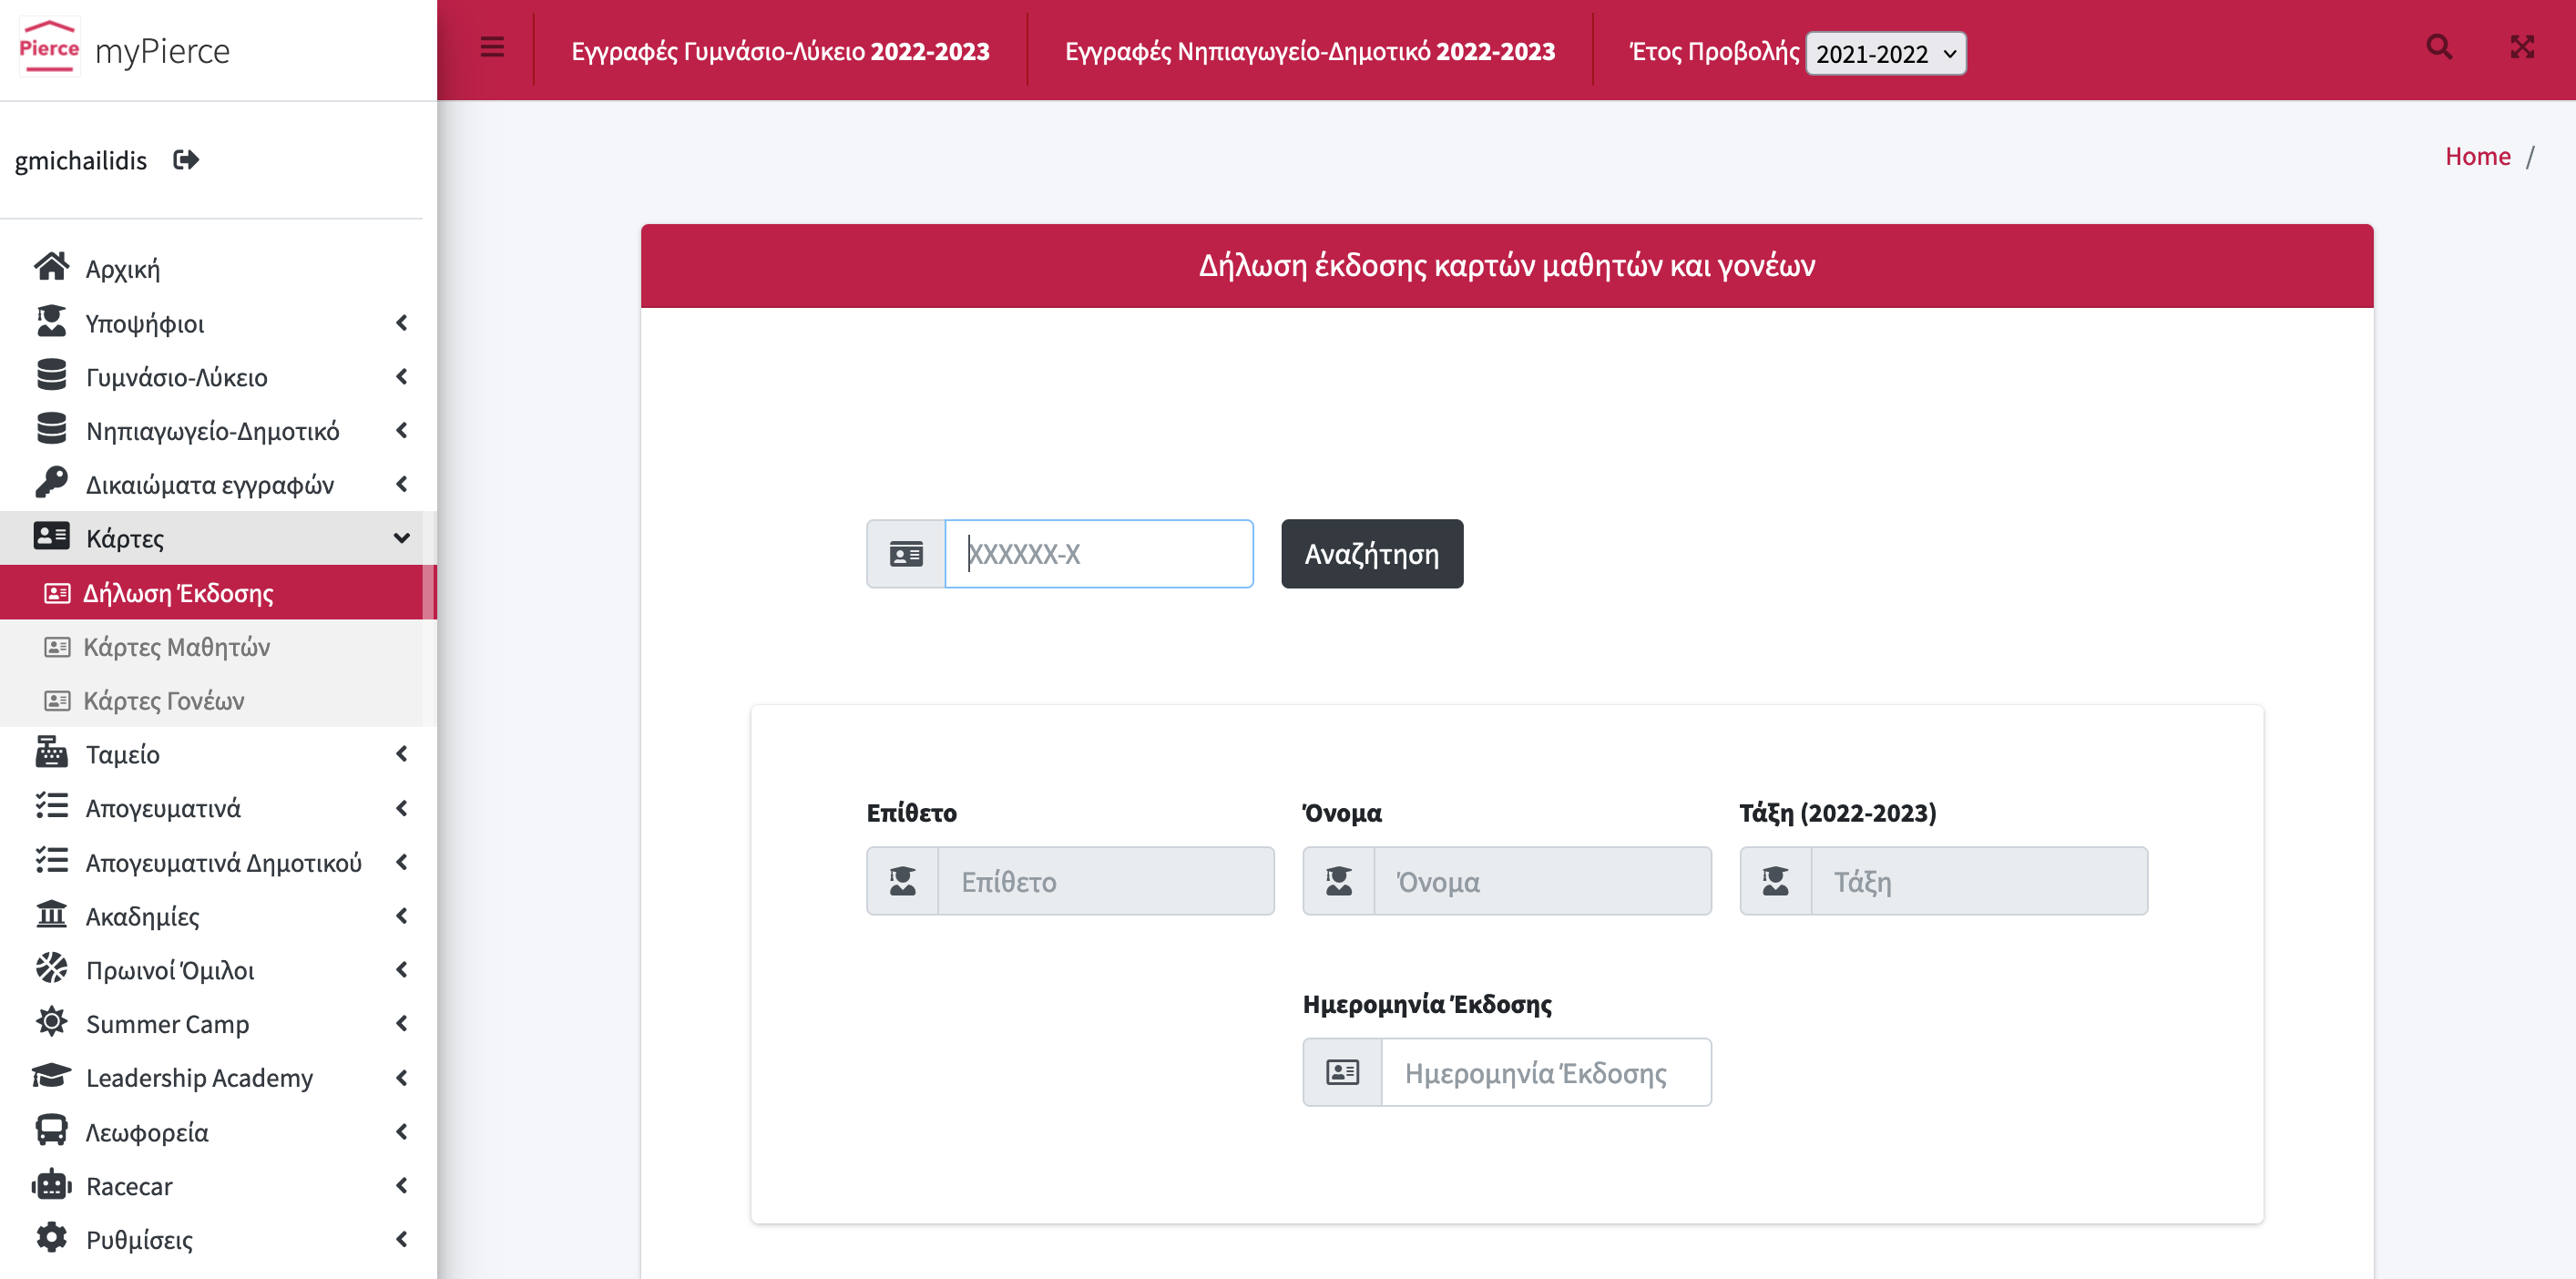 Pierce
myPierce
Εγγραφές Γυμνάσιο-Λύκειο 2022-2023
Εγγραφές Νηπιαγωγείο-Δημοτικό 2022-2023
Έτος Προβολής 2021-2022
gmichailidis
Home /
Αρχική
Υποψήφιοι
Γυμνάσιο-Λύκειο
Νηπιαγωγείο-Δημοτικό
Δικαιώματα εγγραφών
Κάρτες
Δήλωση Έκδοσης
Κάρτες Μαθητών
Κάρτες Γονέων
Ταμείο
Απογευματινά
Απογευματινά Δημοτικού
Ακαδημίες
Πρωινοί Όμιλοι
Summer Camp
Leadership Academy
Λεωφορεία
Racecar
Ρυθμίσεις
Δήλωση έκδοσης καρτών μαθητών και γονέων
XXXXXX-X
Αναζήτηση
Επίθετο
Όνομα
Τάξη (2022-2023)
Επίθετο
Όνομα
Τάξη
Ημερομηνία Έκδοσης
Ημερομηνία Έκδοσης